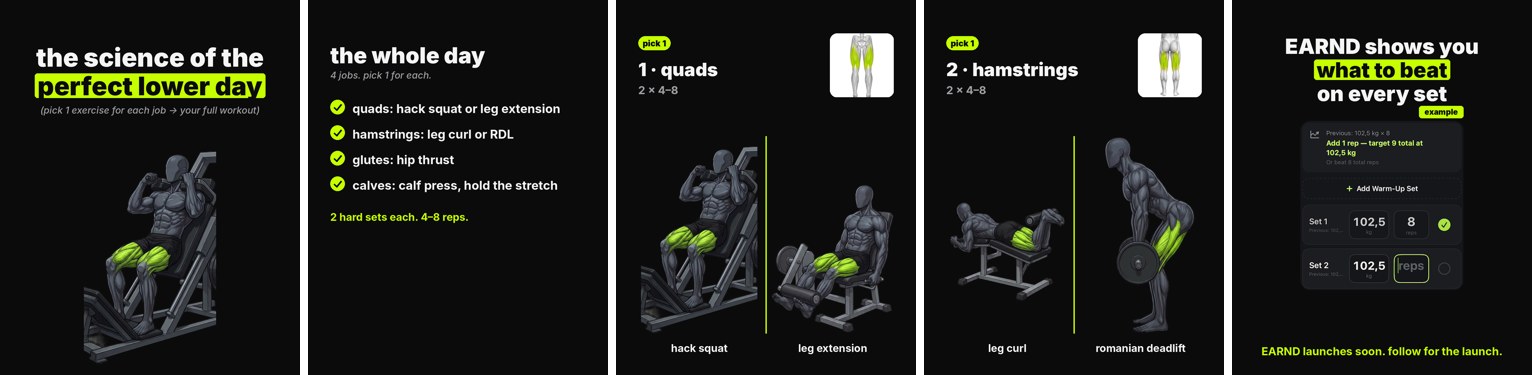 the science of the
perfect lower day
(pick 1 exercise for each job → your full workout)
the whole day
4 jobs. pick 1 for each.
quads: hack squat or leg extension
hamstrings: leg curl or RDL
glutes: hip thrust
calves: calf press, hold the stretch
2 hard sets each. 4–8 reps.
pick 1
1 · quads
2 × 4–8
hack squat
leg extension
pick 1
2 · hamstrings
2 × 4–8
leg curl
romanian deadlift
EARND shows you
what to beat
on every set
example
Previous: 102,5 kg × 8
Add 1 rep — target 9 total at
102,5 kg
Or beat 8 total reps
+ Add Warm-Up Set
Set 1
102,5
kg
8
reps
Set 2
102,5
kg
reps
EARND launches soon. follow for the launch.